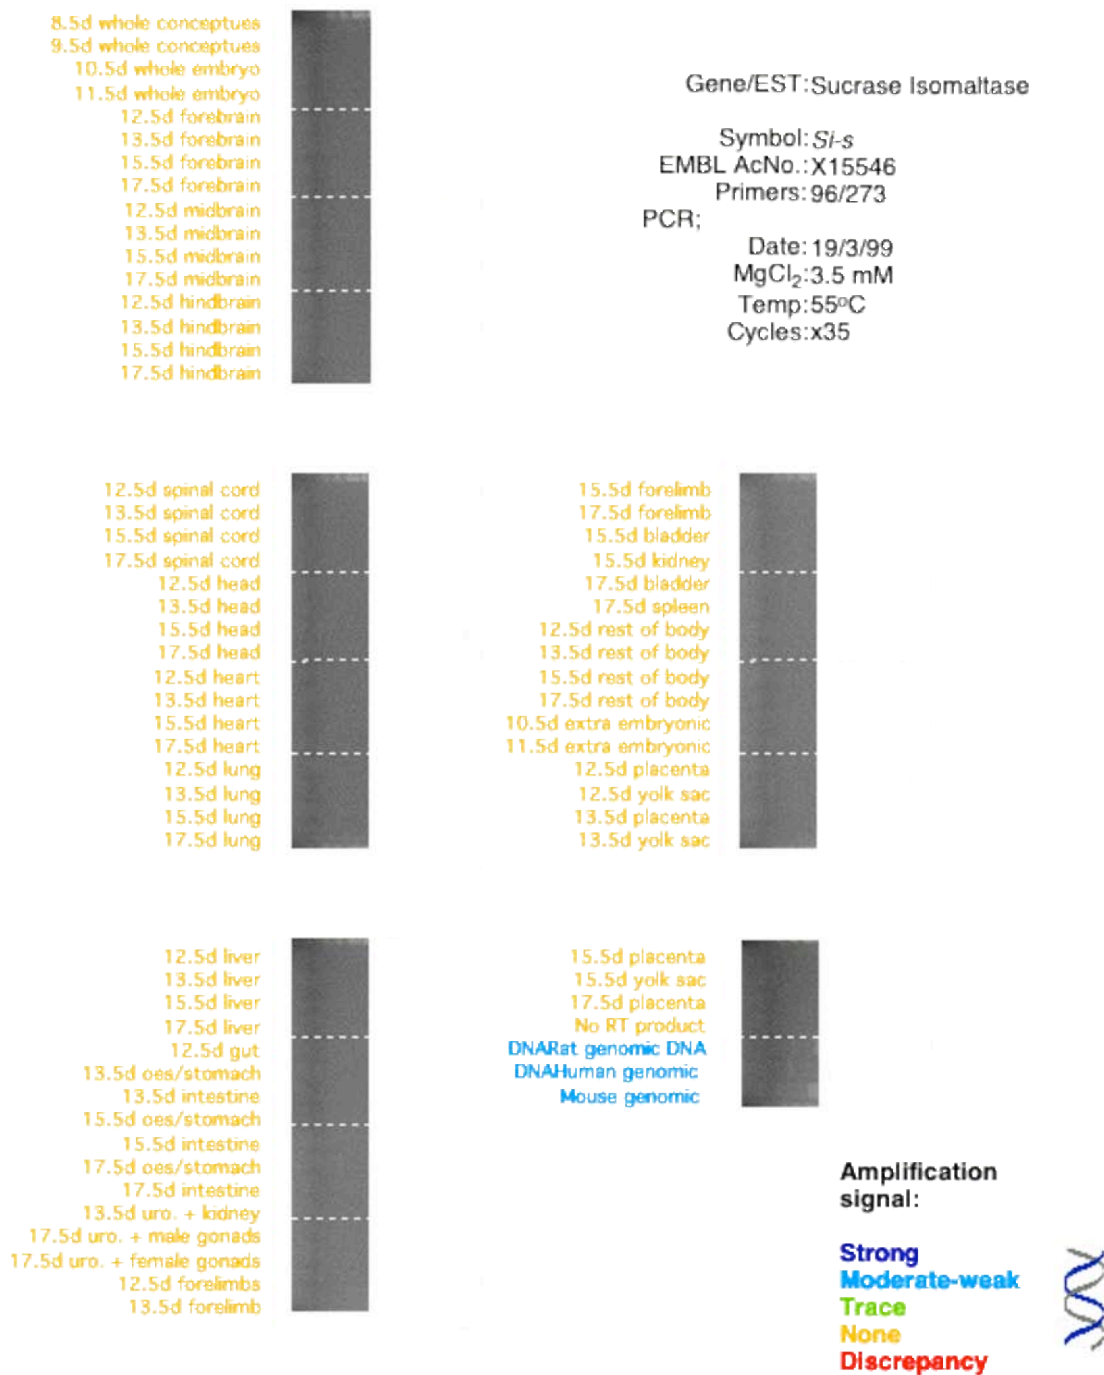 8.5d whole conceptues
9.5d whole conceptues
10.5d whole embryo
11.5d whole embryo
12.5d forebrain
13.5d forebrain
15.5d forebrain
17.5d forebrain
12.5d midbrain
13.5d midbrain
15.5d midbrain
17.5d midbrain
12.5d hindbrain
13.5d hindbrain
15.5d hindbrain
17.5d hindbrain
Gene/EST: Sucrase Isomaltase
Symbol: Si-s
EMBL AcNo.: X15546
Primers: 96/273
PCR;
Date: 19/3/99
MgCl₂: 3.5 mM
Temp: 55ºC
Cycles: x35
12.5d spinal cord
13.5d spinal cord
15.5d spinal cord
17.5d spinal cord
12.5d head
13.5d head
15.5d head
17.5d head
12.5d heart
13.5d heart
15.5d heart
17.5d heart
12.5d lung
13.5d lung
15.5d lung
17.5d lung
15.5d forelimb
17.5d forelimb
15.5d bladder
15.5d kidney
17.5d bladder
17.5d spleen
12.5d rest of body
13.5d rest of body
15.5d rest of body
17.5d rest of body
10.5d extra embryonic
11.5d extra embryonic
12.5d placenta
12.5d yolk sac
13.5d placenta
13.5d yolk sac
12.5d liver
13.5d liver
15.5d liver
17.5d liver
12.5d gut
13.5d oes/stomach
13.5d intestine
15.5d oes/stomach
15.5d intestine
17.5d oes/stomach
17.5d intestine
13.5d uro. + kidney
17.5d uro. + male gonads
17.5d uro. + female gonads
12.5d forelimbs
13.5d forelimb
15.5d placenta
15.5d yolk sac
17.5d placenta
No RT product
DNARat genomic DNA
DNAHuman genomic
Mouse genomic
Amplification
signal:
Strong
Moderate-weak
Trace
None
Discrepancy